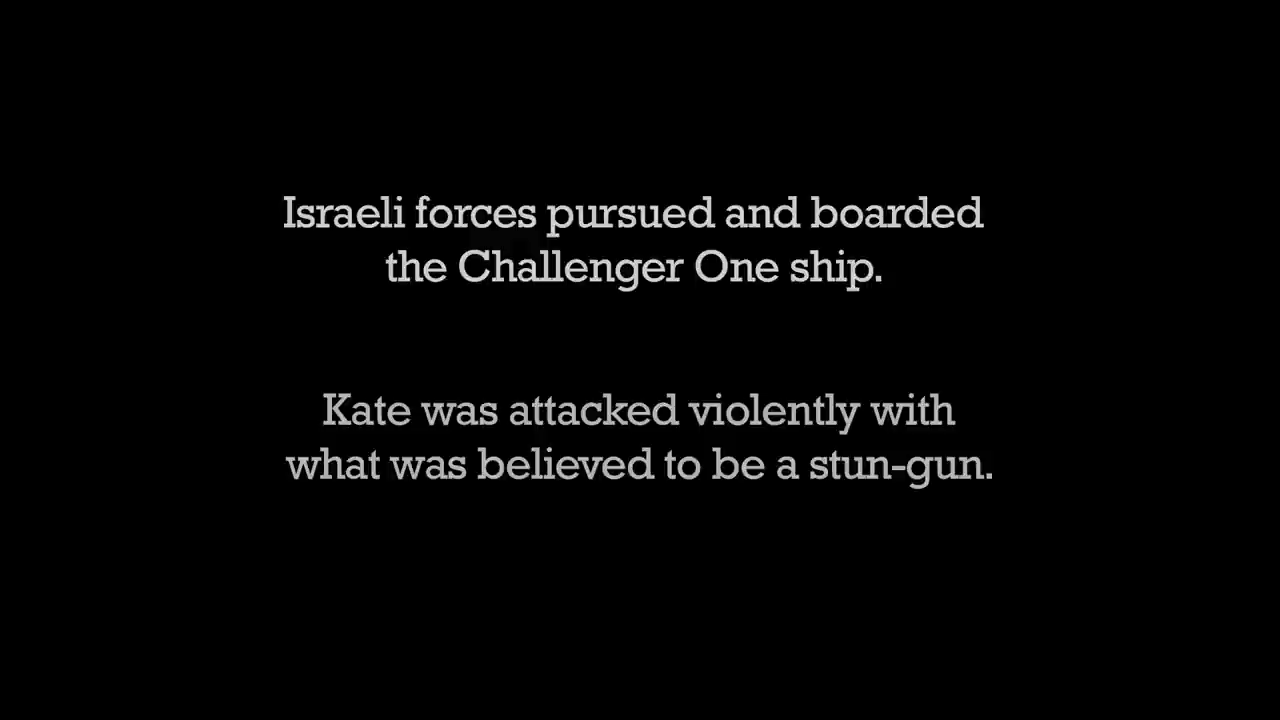 Israeli forces pursued and boarded
the Challenger One ship.
Kate was attacked violently with
what was believed to be a stun-gun.